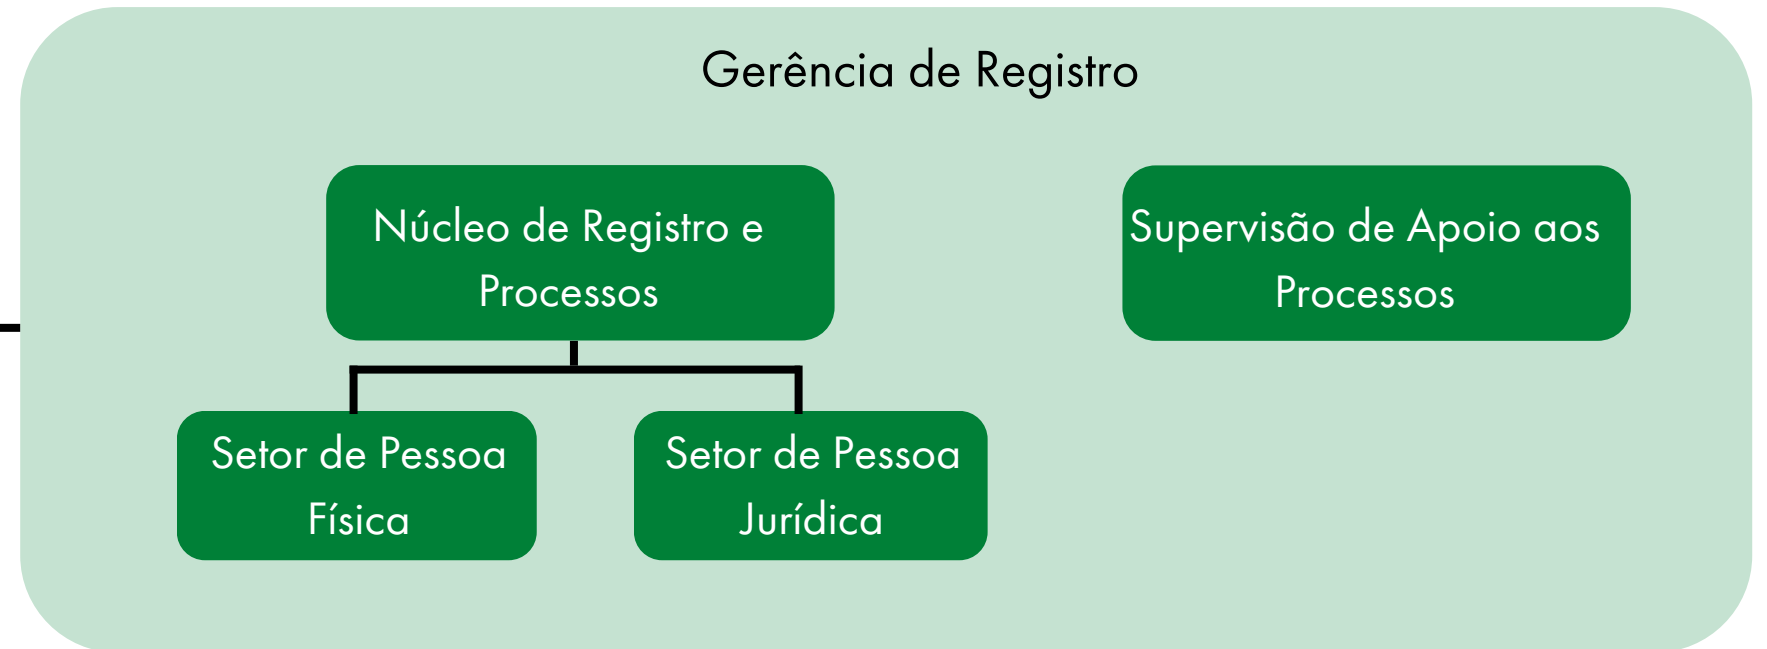 Gerência de Registro
Núcleo de Registro e
Processos
Supervisão de Apoio aos
Processos
Setor de Pessoa
Física
Setor de Pessoa
Jurídica